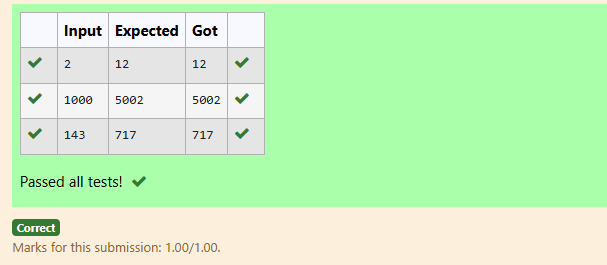 Input Expected Got
2 12 12
1000 5002 5002
143 717 717
Passed all tests!
Correct
Marks for this submission: 1.00/1.00.